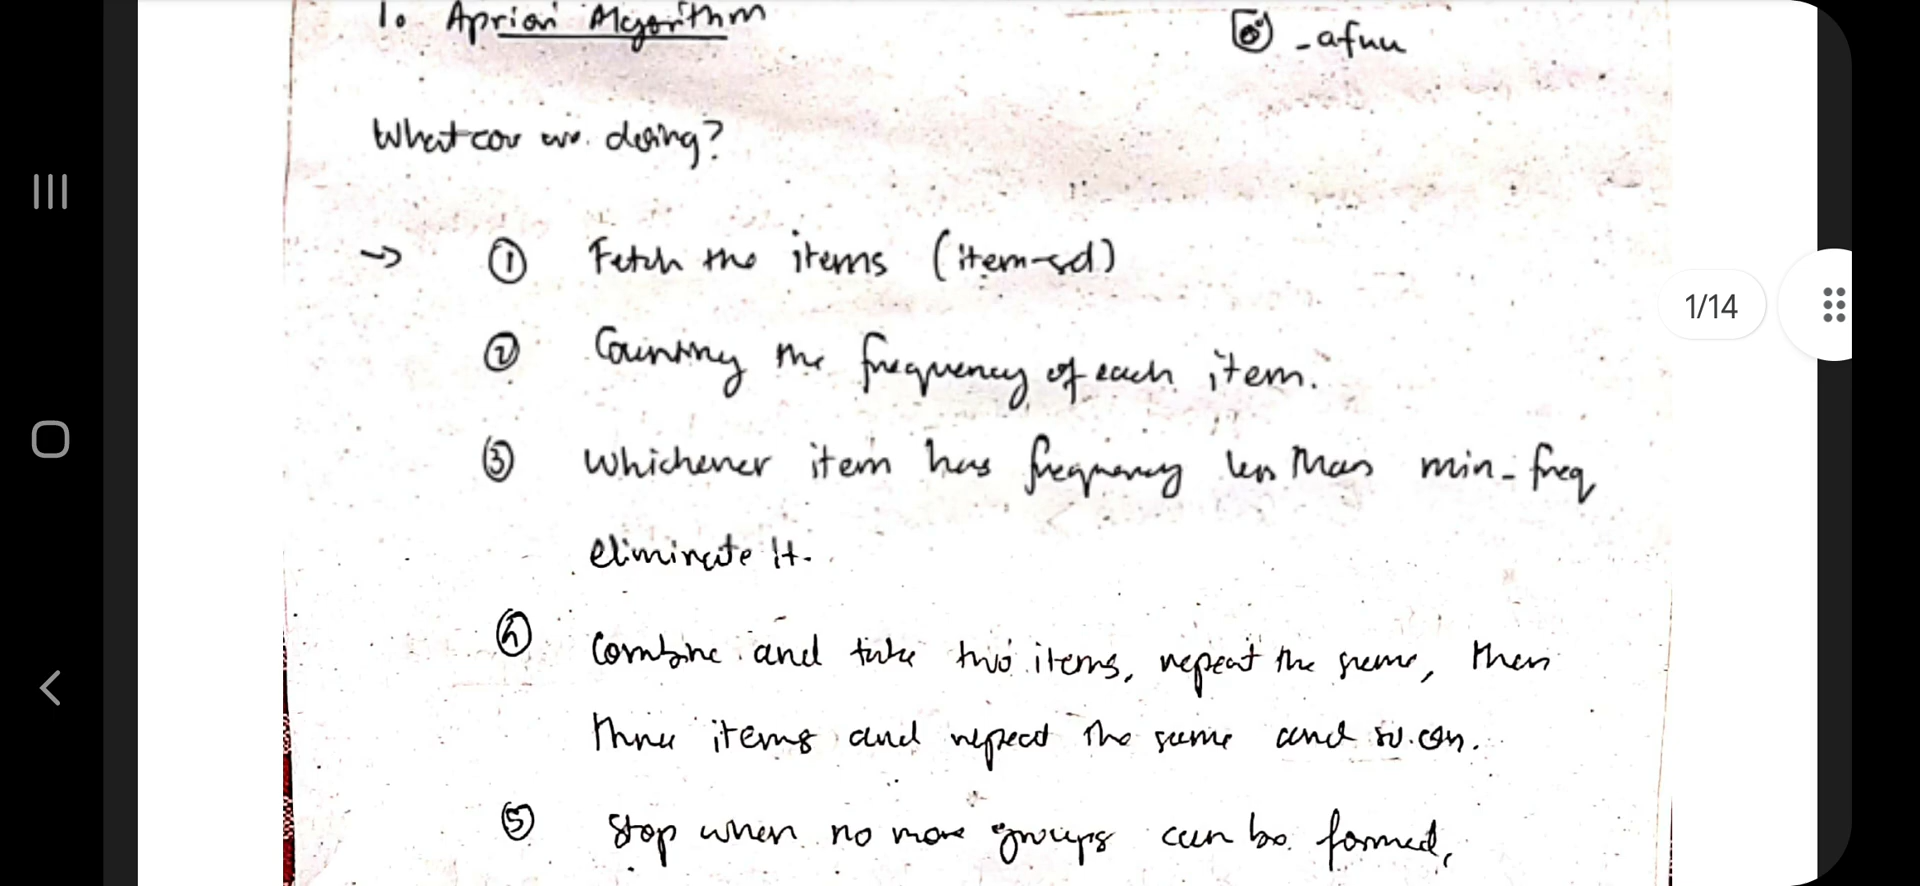 1. Apriori Algorithm
_afnu
What are we doing?
→ ① Fetch the items (item-id)
② Counting the frequency of each item.
③ Whichever item has frequency less than min-freq
eliminate it.
④ Combine and take two items, repeat the same, then
three items and repeat the same and so on.
⑤ Stop when no more groups can be formed,
1/14